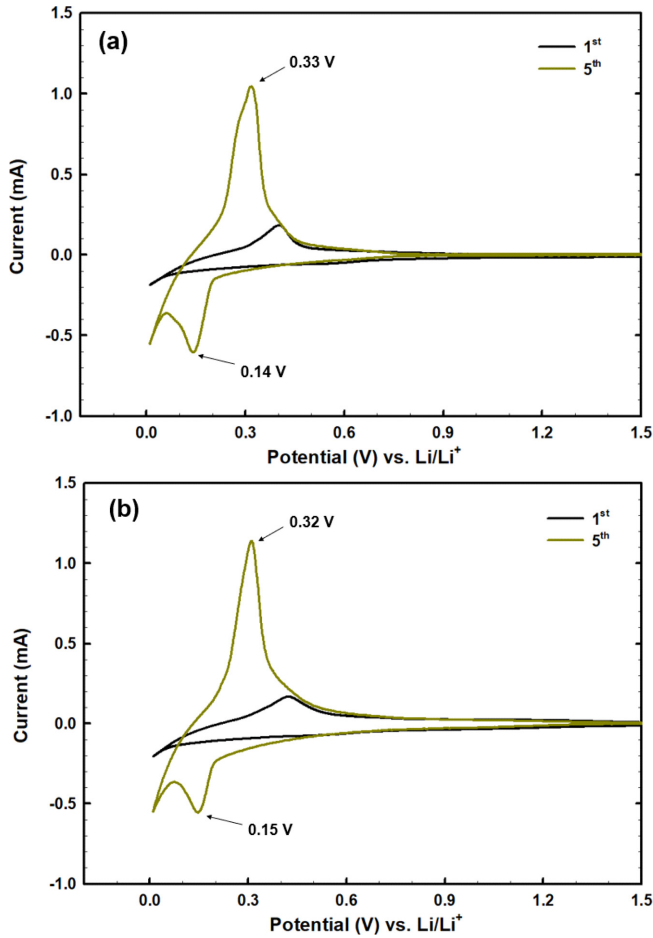 (a)
1st
5th
0.33 V
0.14 V
1.5
1.0
0.5
0.0
-0.5
-1.0
Current (mA)
0.0 0.3 0.6 0.9 1.2 1.5
Potential (V) vs. Li/Li+
(b)
1st
5th
0.32 V
0.15 V
1.5
1.0
0.5
0.0
-0.5
-1.0
Current (mA)
0.0 0.3 0.6 0.9 1.2 1.5
Potential (V) vs. Li/Li+